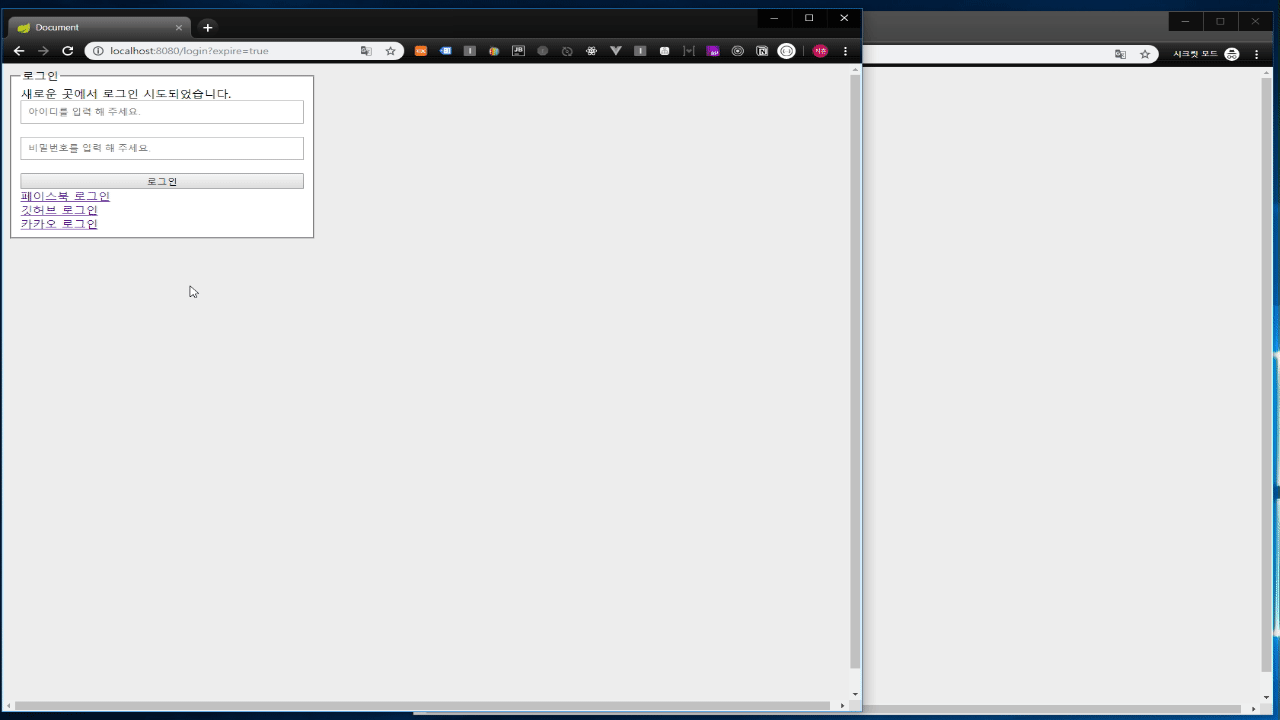 Document
localhost:8080/login?expire=true
시크릿 모드
로그인
새로운 곳에서 로그인 시도되었습니다.
아이디를 입력 해 주세요.
비밀번호를 입력 해 주세요.
로그인
페이스북 로그인
깃허브 로그인
카카오 로그인